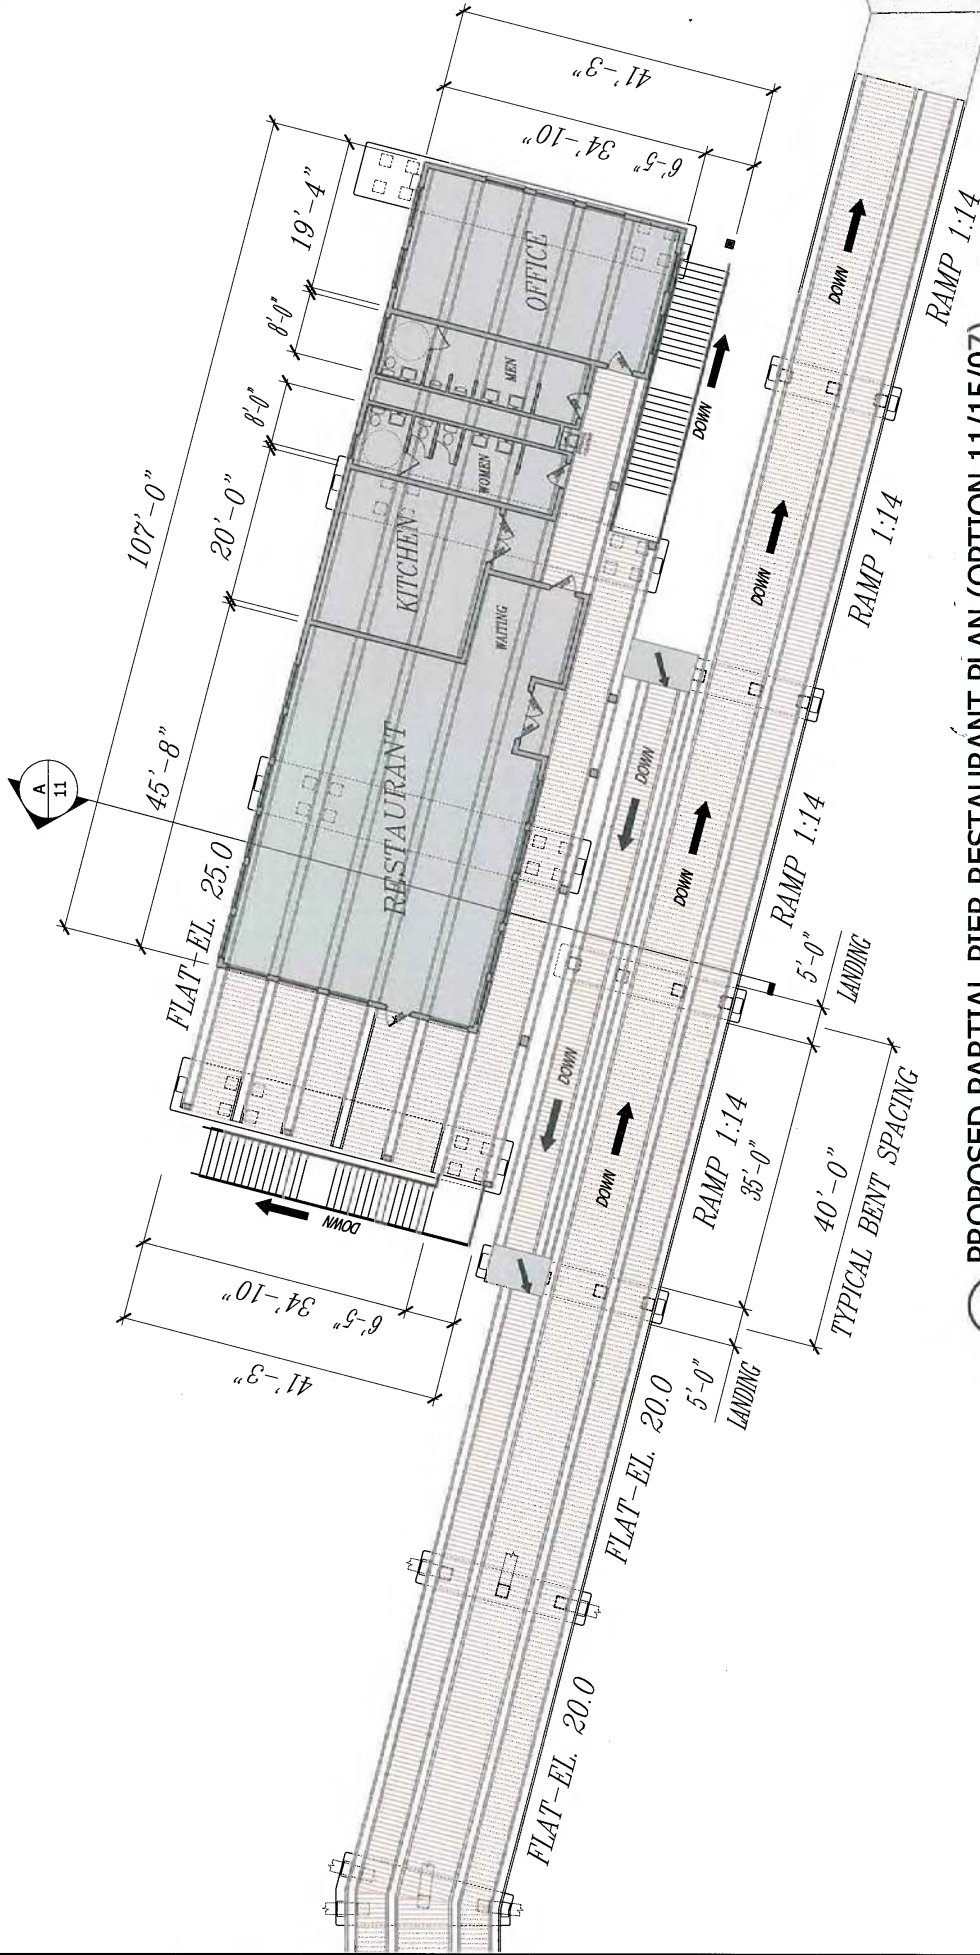 41'-3"
34'-10"
6'-5"
107'-0"
19'-4"
8'-0"
8'-0"
20'-0"
45'-8"
A
11
FLAT-EL. 25.0
OFFICE
MEN
WOMEN
KITCHEN
WAITING
RESTAURANT
DOWN
DOWN
DOWN
DOWN
DOWN
DOWN
DOWN
DOWN
DOWN
34'-10"
6'-5"
41'-3"
RAMP 1:14
RAMP 1:14
RAMP 1:14
RAMP 1:14
5'-0"
LANDING
35'-0"
40'-0"
TYPICAL BENT SPACING
5'-0"
LANDING
FLAT-EL. 20.0
FLAT-EL. 20.0
PROPOSED PARTIAL PIER RESTAURANT PLAN (OPTION 11/15/07)